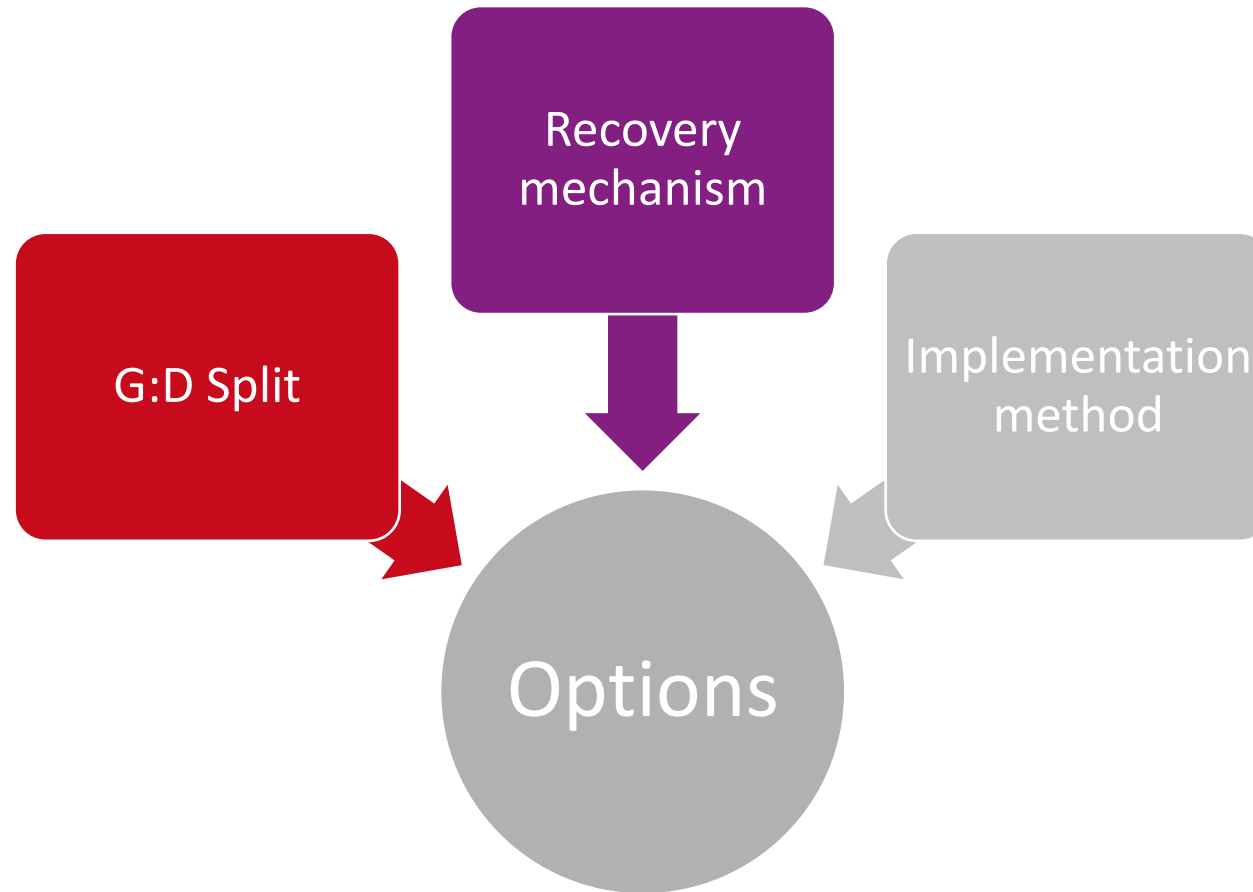 Recovery
mechanism
G:D Split
Implementation
method
Options